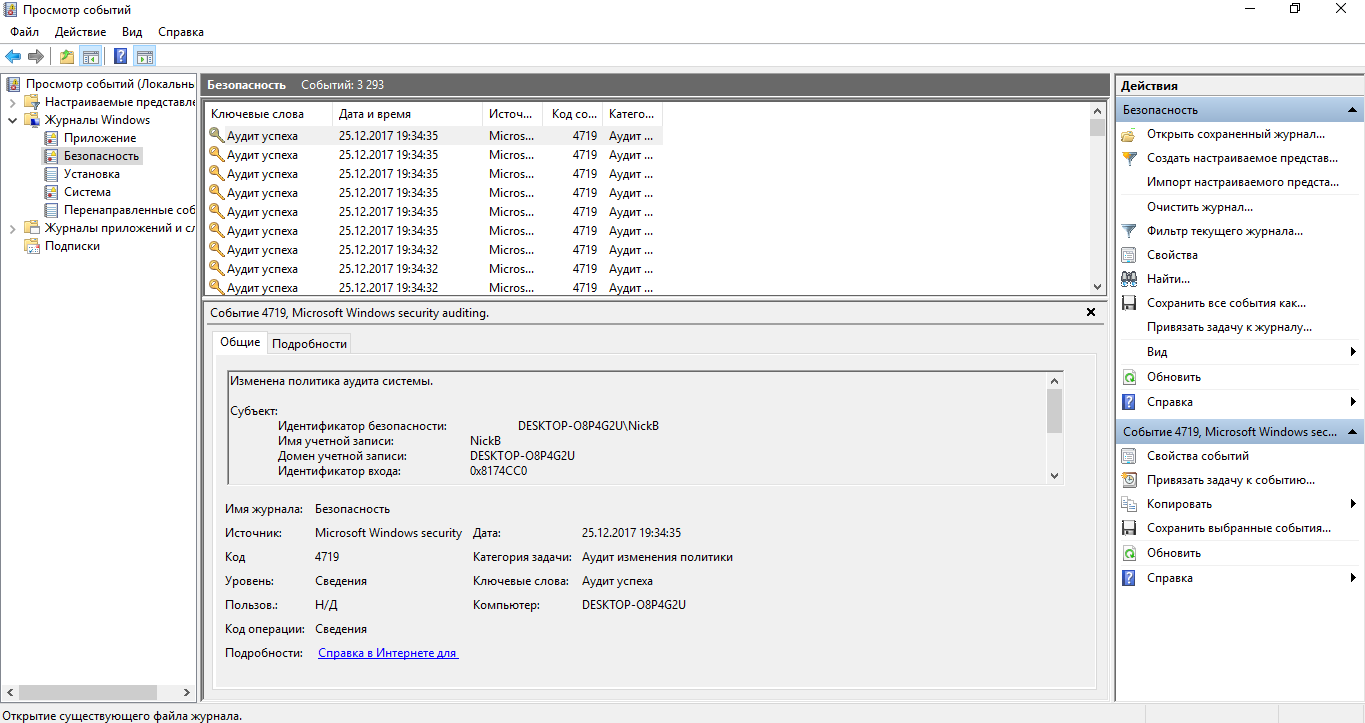 Просмотр событий
Файл Действие Вид Справка
Просмотр событий (Локальнь
Настраиваемые представле
Журналы Windows
Приложение
Безопасность
Установка
Система
Перенаправленные соб
Журналы приложений и сл
Подписки
Безопасность Событий: 3 293
Ключевые слова Дата и время Источ... Код со... Катего...
Аудит успеха 25.12.2017 19:34:35 Micros... 4719 Аудит ...
Аудит успеха 25.12.2017 19:34:35 Micros... 4719 Аудит ...
Аудит успеха 25.12.2017 19:34:35 Micros... 4719 Аудит ...
Аудит успеха 25.12.2017 19:34:35 Micros... 4719 Аудит ...
Аудит успеха 25.12.2017 19:34:35 Micros... 4719 Аудит ...
Аудит успеха 25.12.2017 19:34:35 Micros... 4719 Аудит ...
Аудит успеха 25.12.2017 19:34:32 Micros... 4719 Аудит ...
Аудит успеха 25.12.2017 19:34:32 Micros... 4719 Аудит ...
Аудит успеха 25.12.2017 19:34:32 Micros... 4719 Аудит ...
Событие 4719, Microsoft Windows security auditing.
Общие Подробности
Изменена политика аудита системы.
Субъект:
Идентификатор безопасности: DESKTOP-O8P4G2U\NickB
Имя учетной записи: NickB
Домен учетной записи: DESKTOP-O8P4G2U
Идентификатор входа: 0x8174CC0
Имя журнала: Безопасность
Источник: Microsoft Windows security Дата: 25.12.2017 19:34:35
Код 4719 Категория задачи: Аудит изменения политики
Уровень: Сведения Ключевые слова: Аудит успеха
Пользов.: Н/Д Компьютер: DESKTOP-O8P4G2U
Код операции: Сведения
Подробности: Справка в Интернете для
Действия
Безопасность
Открыть сохраненный журнал...
Создать настраиваемое представ...
Импорт настраиваемого предста...
Очистить журнал...
Фильтр текущего журнала...
Свойства
Найти...
Сохранить все события как...
Привязать задачу к журналу...
Вид
Обновить
Справка
Событие 4719, Microsoft Windows sec...
Свойства событий
Привязать задачу к событию...
Копировать
Сохранить выбранные события...
Обновить
Справка
Открытие существующего файла журнала.